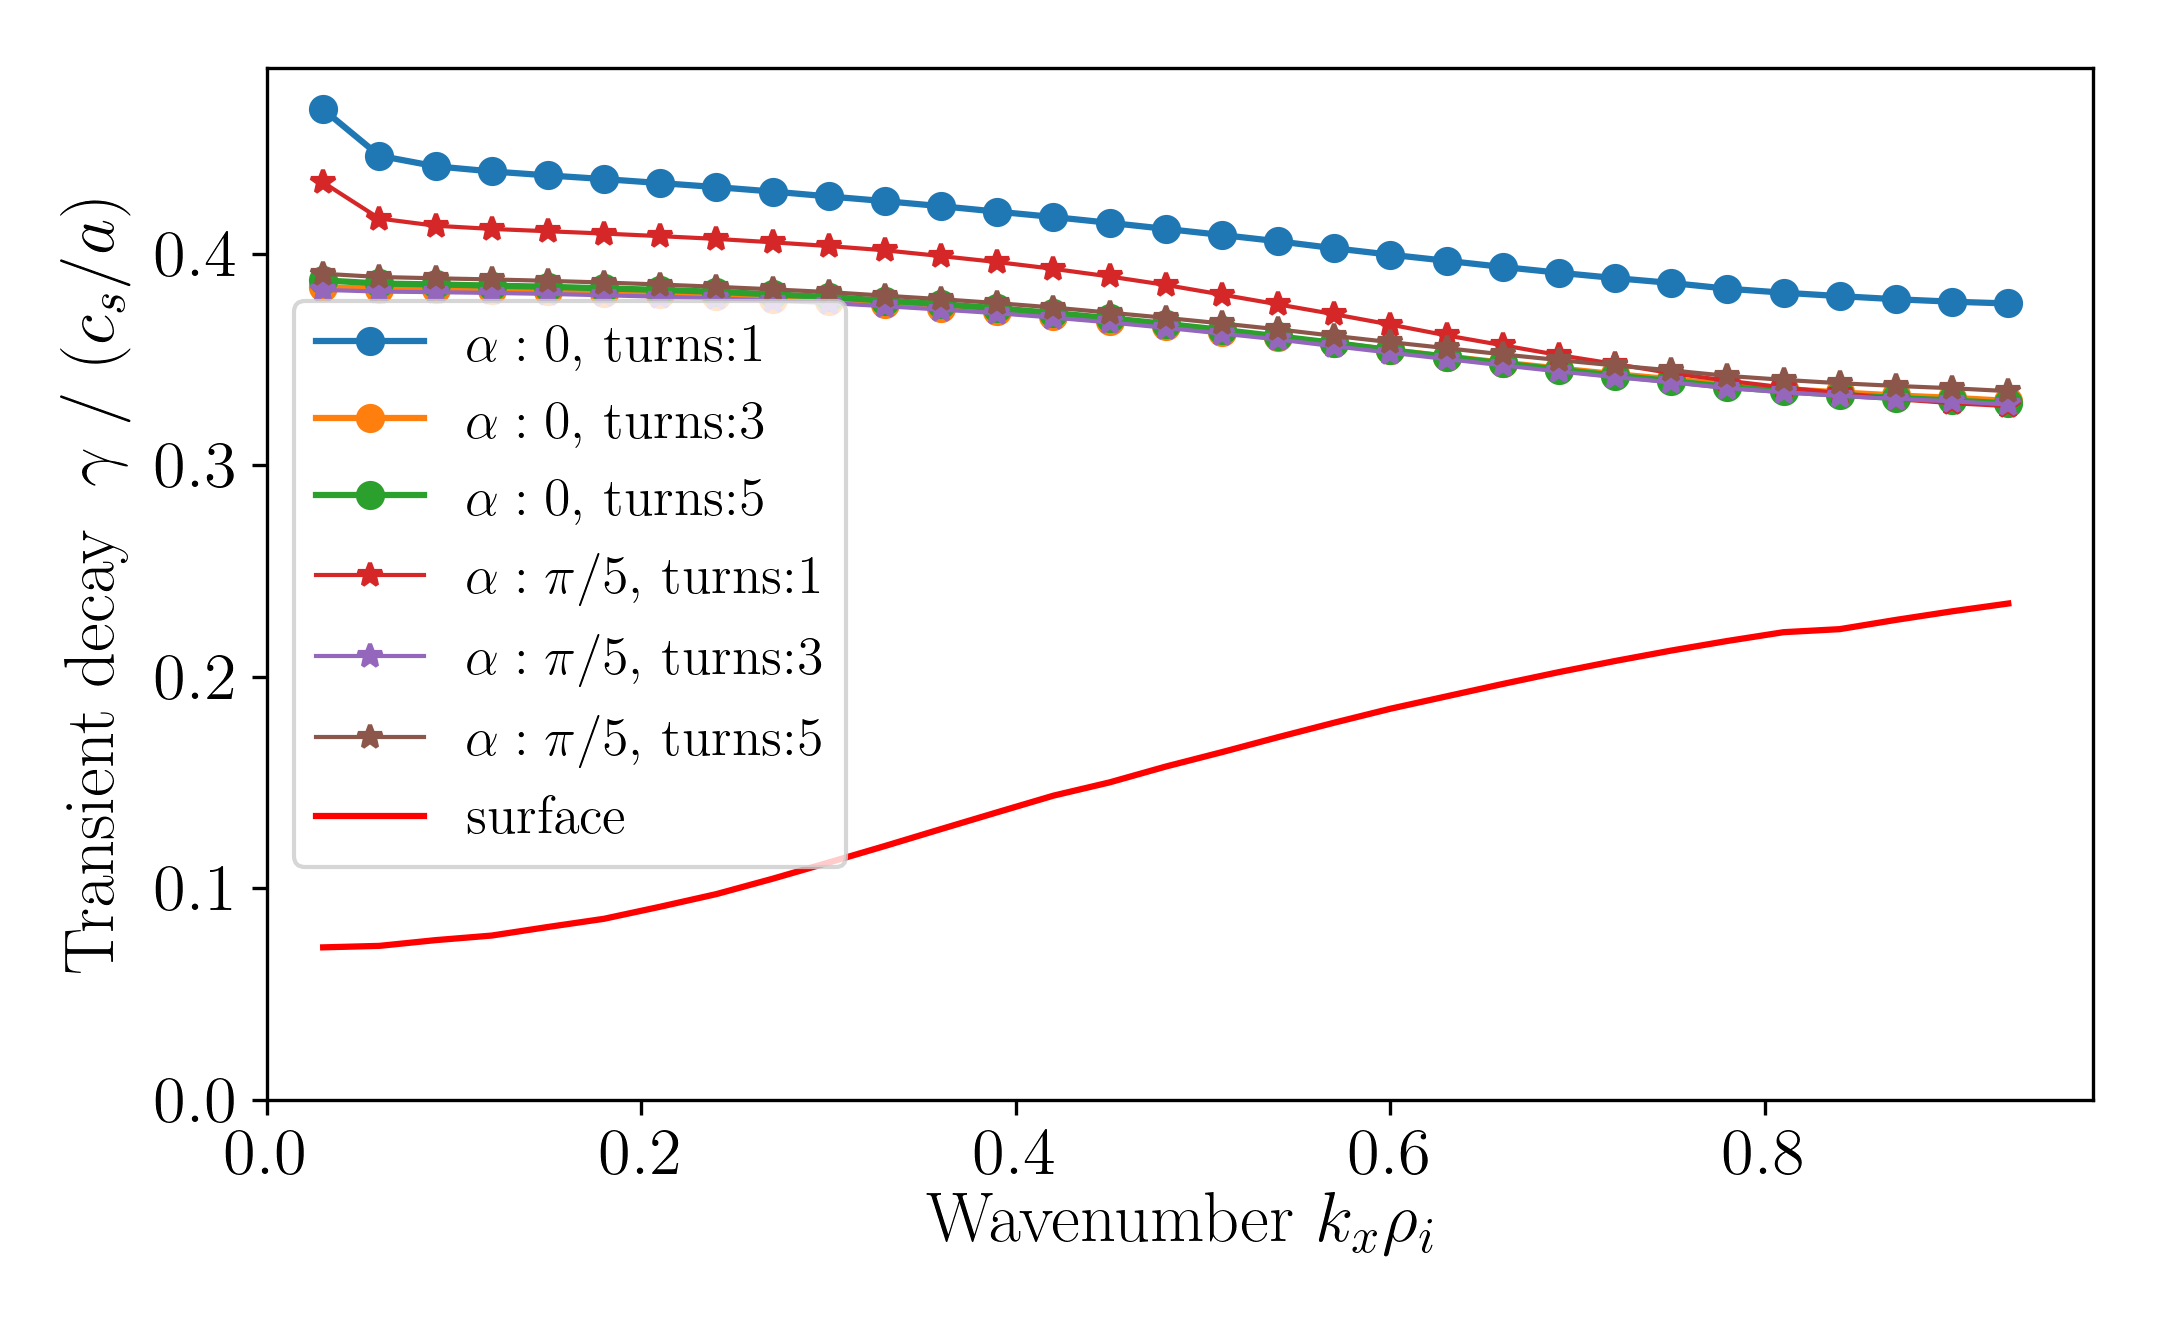 Transient decay γ / (c_s/a)
0.4
0.3
0.2
0.1
0.0
α : 0, turns:1
α : 0, turns:3
α : 0, turns:5
α : π/5, turns:1
α : π/5, turns:3
α : π/5, turns:5
surface
0.0 0.2 0.4 0.6 0.8
Wavenumber k_xρ_i